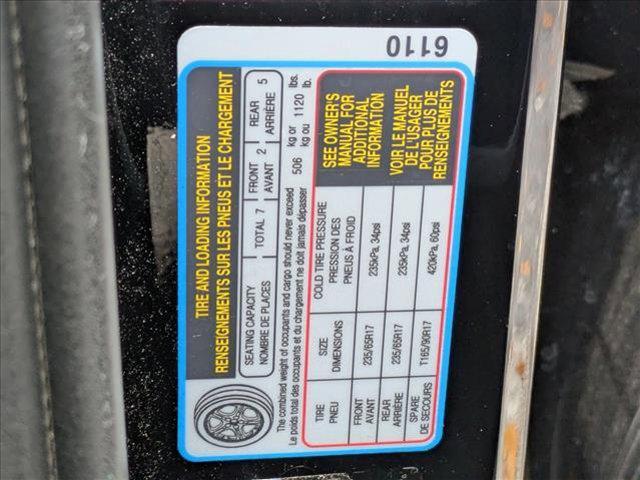 6110
TIRE AND LOADING INFORMATION
RENSEIGNEMENTS SUR LES PNEUS ET LE CHARGEMENT
SEATING CAPACITY TOTAL 7 FRONT 2 REAR 5
NOMBRE DE PLACES AVANT ARRIÈRE
The combined weight of occupants and cargo should never exceed 506 kg or 1120 lbs.
Le poids total des occupants et du chargement ne doit jamais dépasser kg ou lb.
TIRE SIZE COLD TIRE PRESSURE
PNEU DIMENSIONS PRESSION DES
PNEUS À FROID
FRONT 235/65R17 235kPa, 34psi
AVANT
REAR 235/65R17 235kPa, 34psi
ARRIÈRE
SPARE T165/90R17 420kPa, 60psi
DE SECOURS
SEE OWNER'S
MANUAL FOR
ADDITIONAL
INFORMATION
VOIR LE MANUEL
DE L'USAGER
POUR PLUS DE
RENSEIGNEMENTS